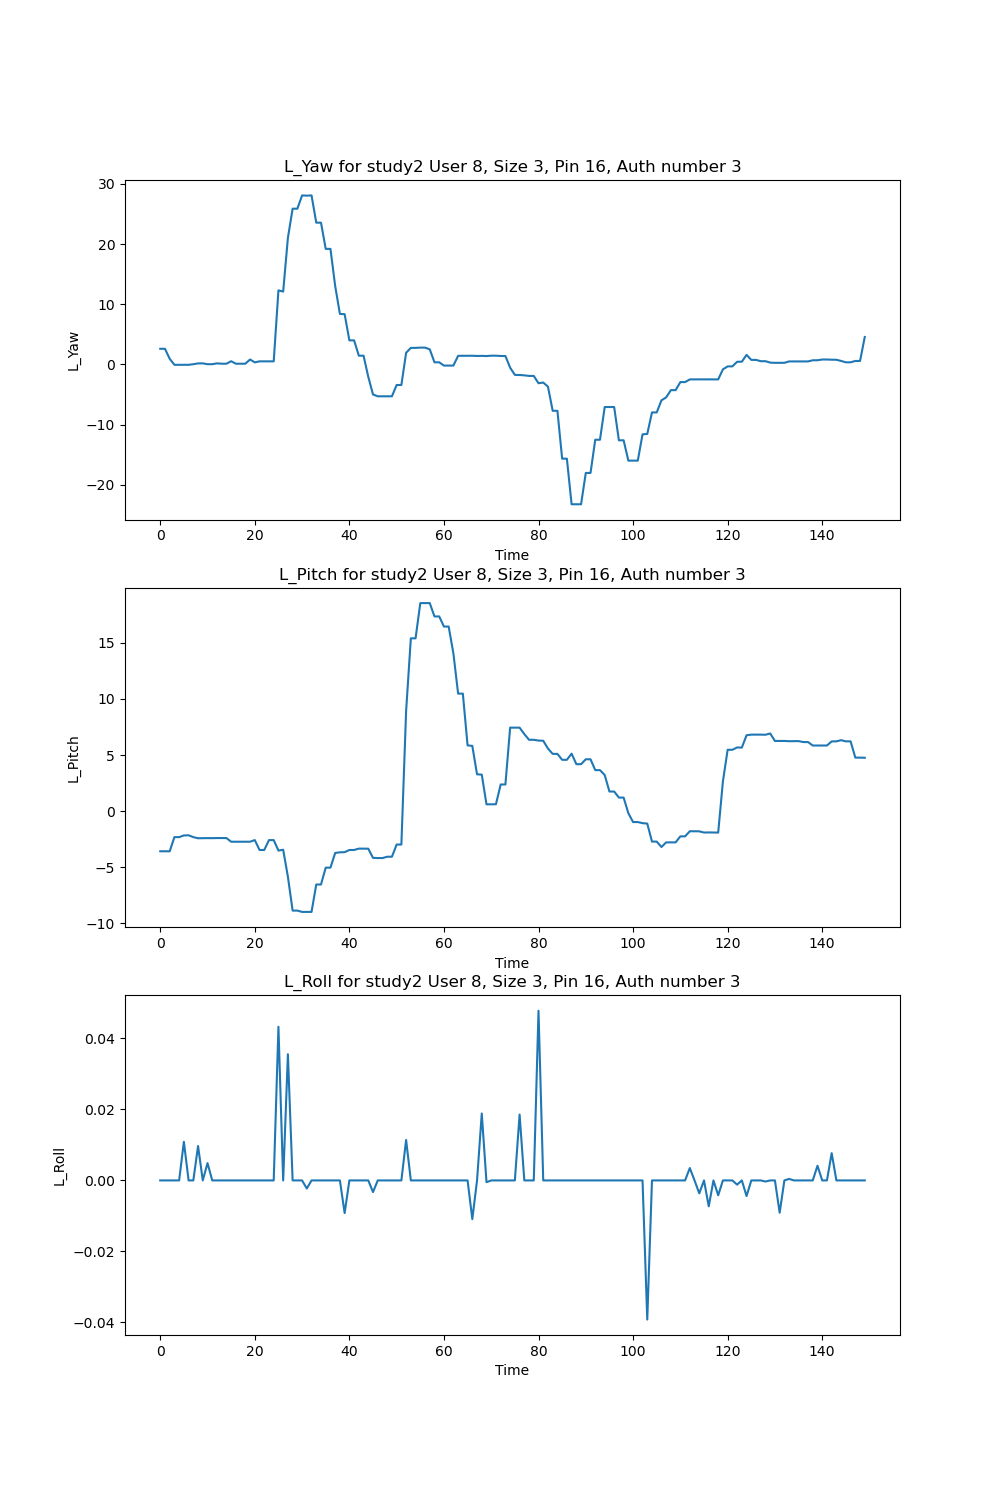 L_Yaw for study2 User 8, Size 3, Pin 16, Auth number 3
30
20
10
0
−10
−20
L_Yaw
0 20 40 60 80 100 120 140
Time
L_Pitch for study2 User 8, Size 3, Pin 16, Auth number 3
15
10
5
0
−5
−10
L_Pitch
0 20 40 60 80 100 120 140
Time
L_Roll for study2 User 8, Size 3, Pin 16, Auth number 3
0.04
0.02
0.00
−0.02
−0.04
L_Roll
0 20 40 60 80 100 120 140
Time